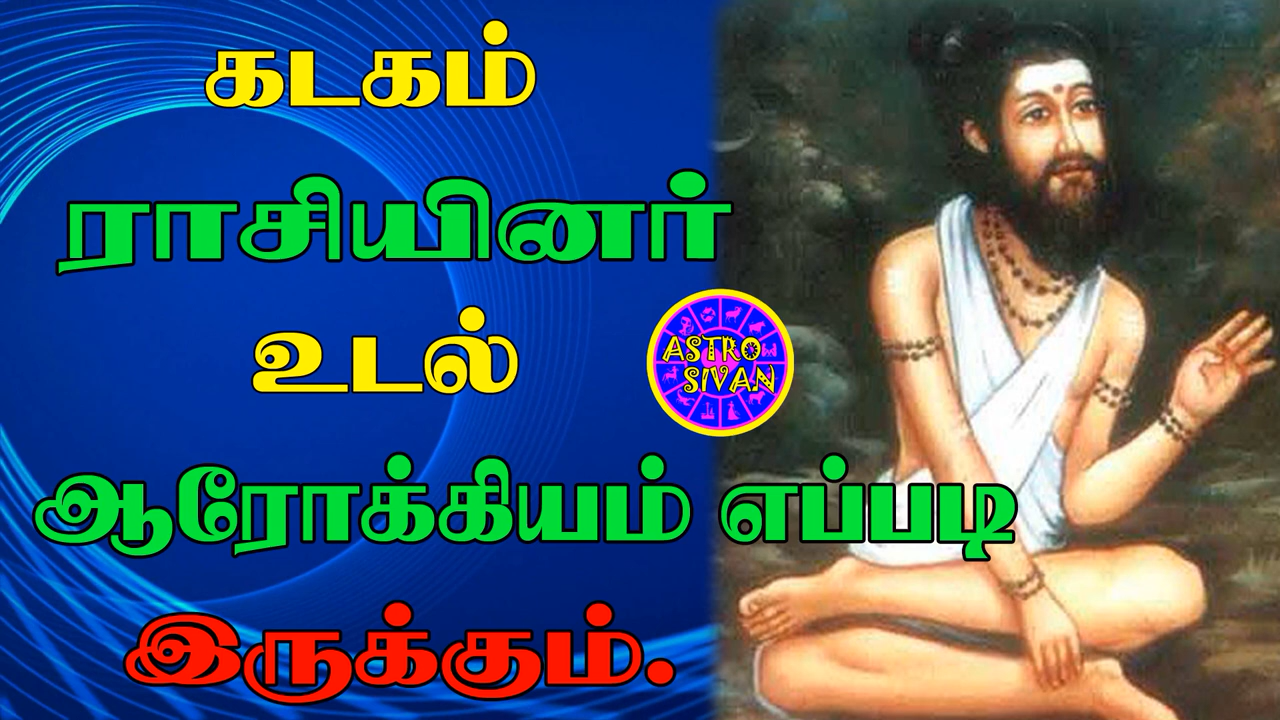 கடகம்
ராசியினர்
உடல்
ASTRO
SIVAN
ஆரோக்கியம் எப்படி
இருக்கும்.